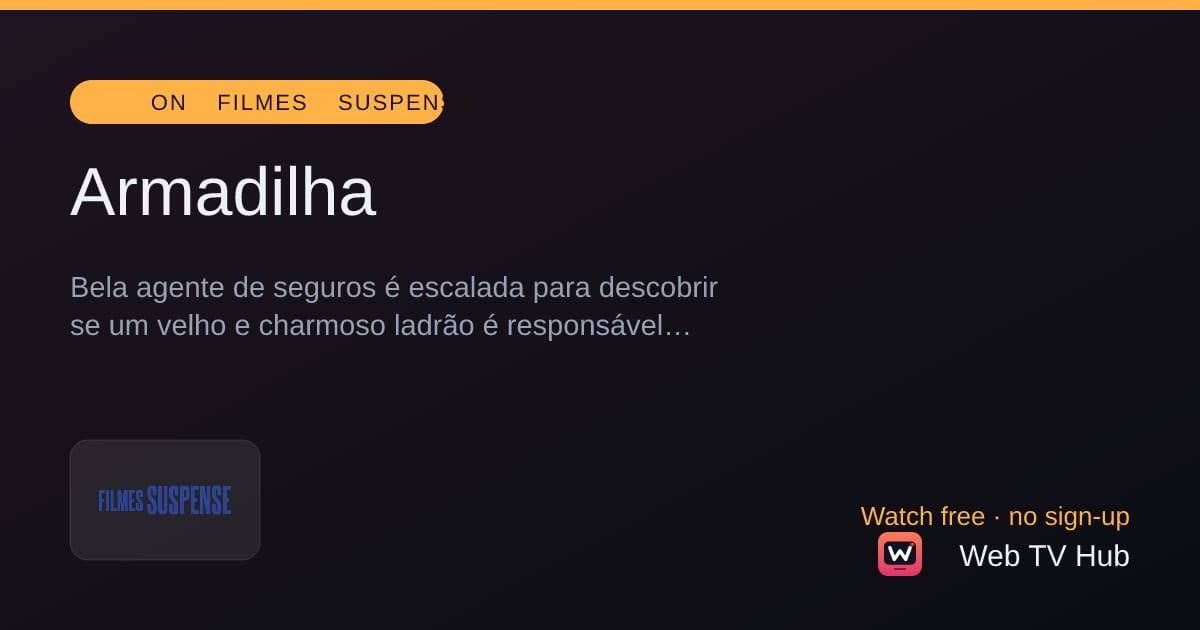 ON FILMES SUSPENSE
Armadilha
Bela agente de seguros é escalada para descobrir
se um velho e charmoso ladrão é responsável…
FILMES SUSPENSE
Watch free · no sign-up
Web TV Hub